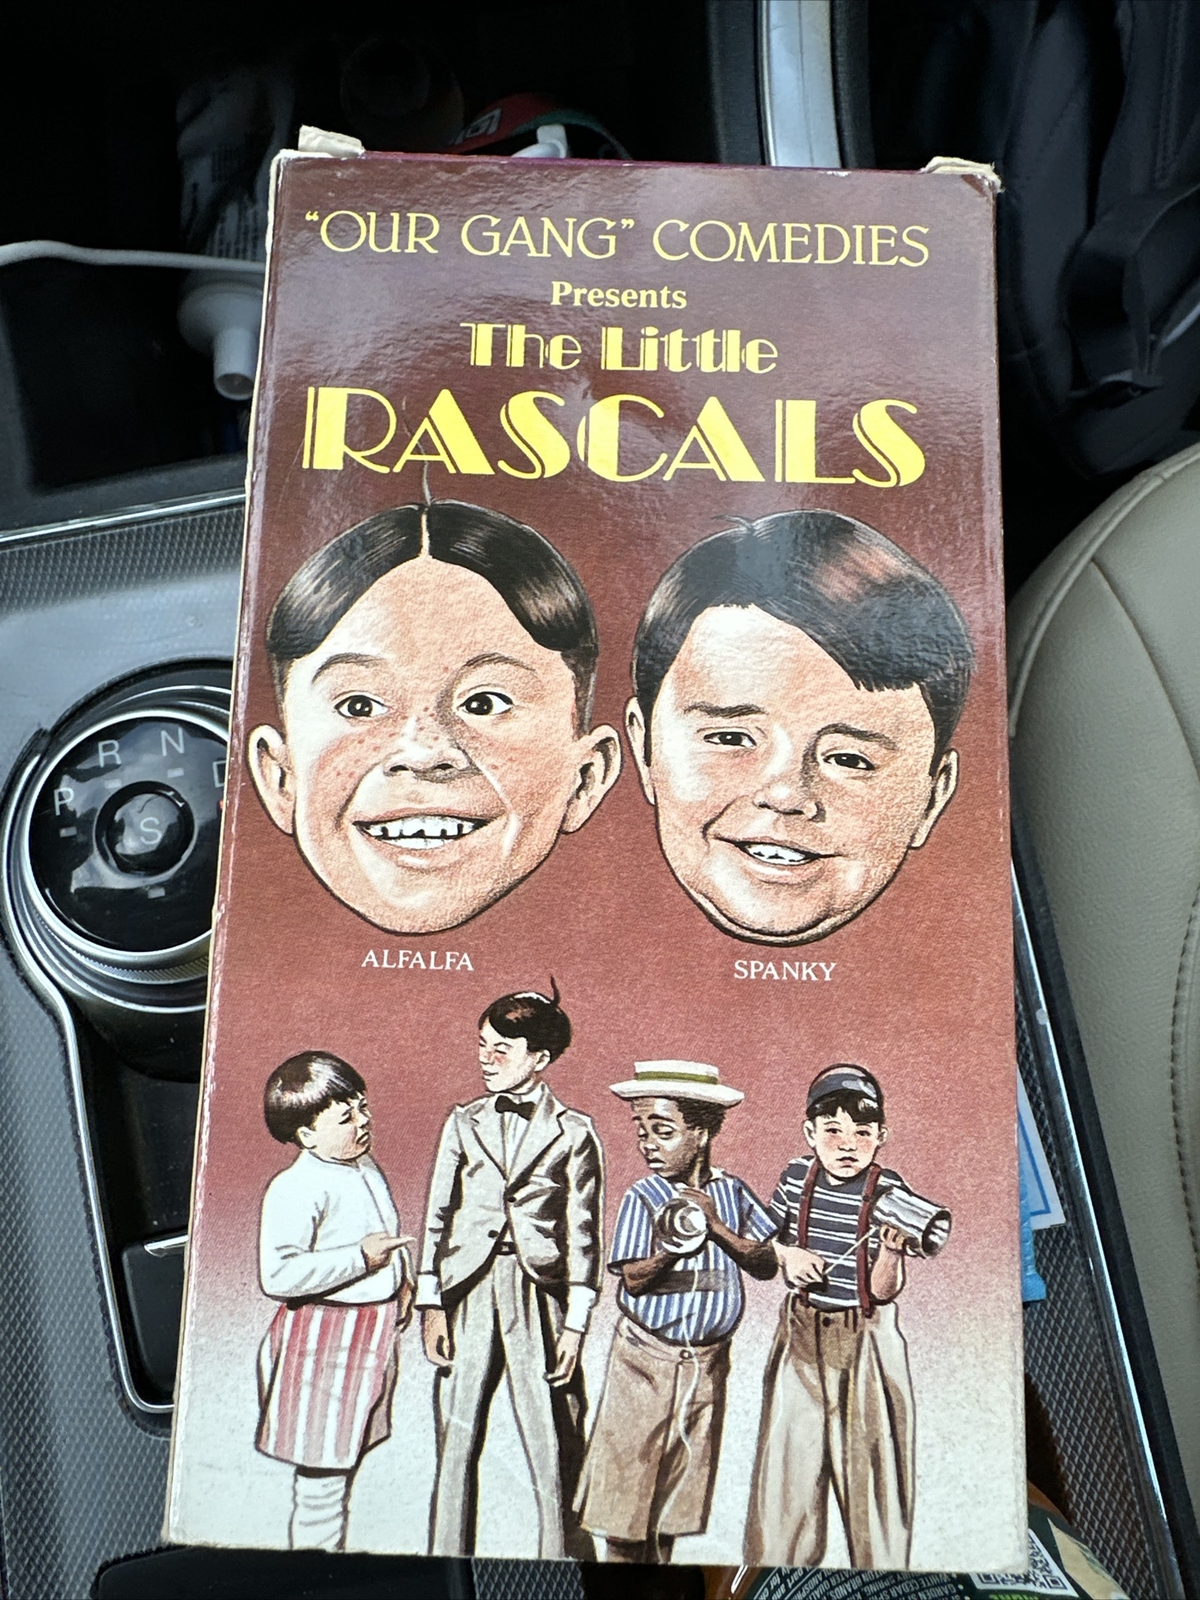 "OUR GANG" COMEDIES
Presents
The Little
RASCALS
ALFALFA
SPANKY
R N D
P
S